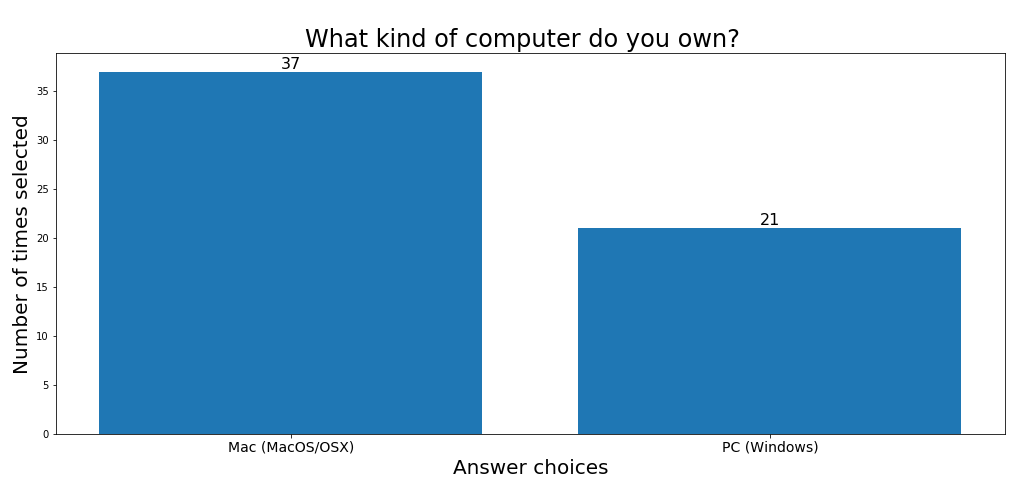 What kind of computer do you own?
37
21
35
30
25
20
15
10
5
0
Number of times selected
Mac (MacOS/OSX)
PC (Windows)
Answer choices